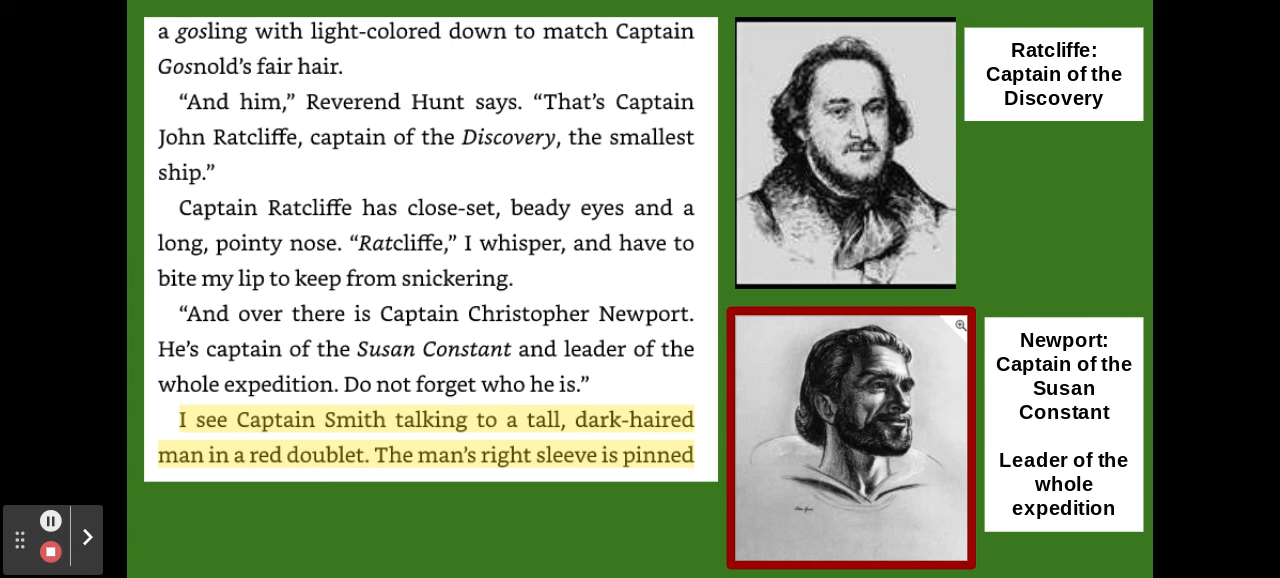 a gosling with light-colored down to match Captain
Gosnold’s fair hair.
“And him,” Reverend Hunt says. “That’s Captain
John Ratcliffe, captain of the Discovery, the smallest
ship.”
Captain Ratcliffe has close-set, beady eyes and a
long, pointy nose. “Ratcliffe,” I whisper, and have to
bite my lip to keep from snickering.
“And over there is Captain Christopher Newport.
He’s captain of the Susan Constant and leader of the
whole expedition. Do not forget who he is.”
I see Captain Smith talking to a tall, dark-haired
man in a red doublet. The man’s right sleeve is pinned
Ratcliffe:
Captain of the
Discovery
Newport:
Captain of the
Susan
Constant
Leader of the
whole
expedition